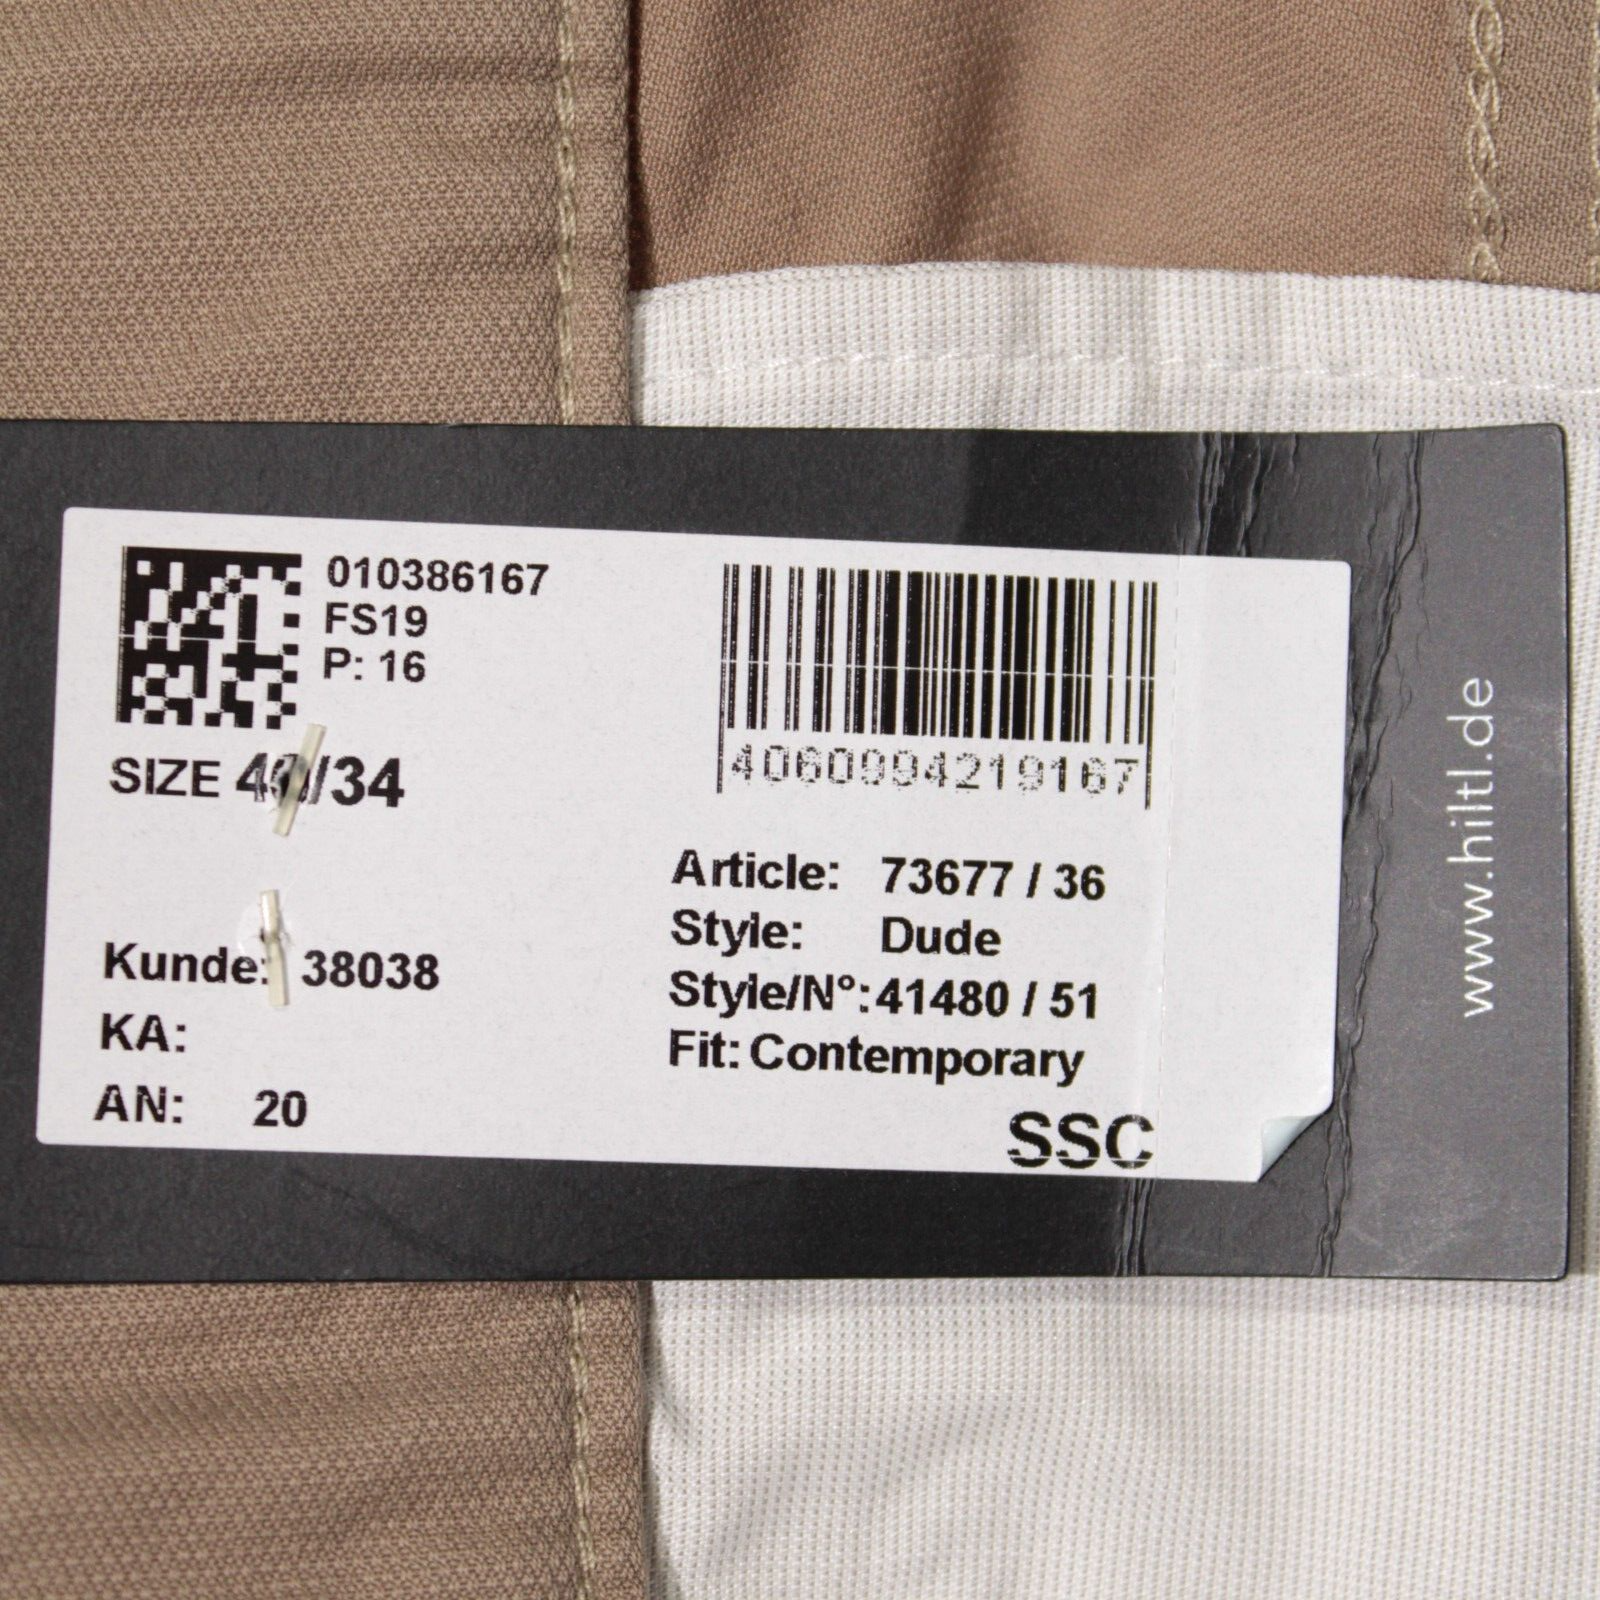 010386167
FS19
P: 16
SIZE /34
4060994219167
Kunde: 38038
KA:
AN: 20
Article: 73677 / 36
Style: Dude
Style/N°: 41480 / 51
Fit: Contemporary
SSC
www.hiltl.de